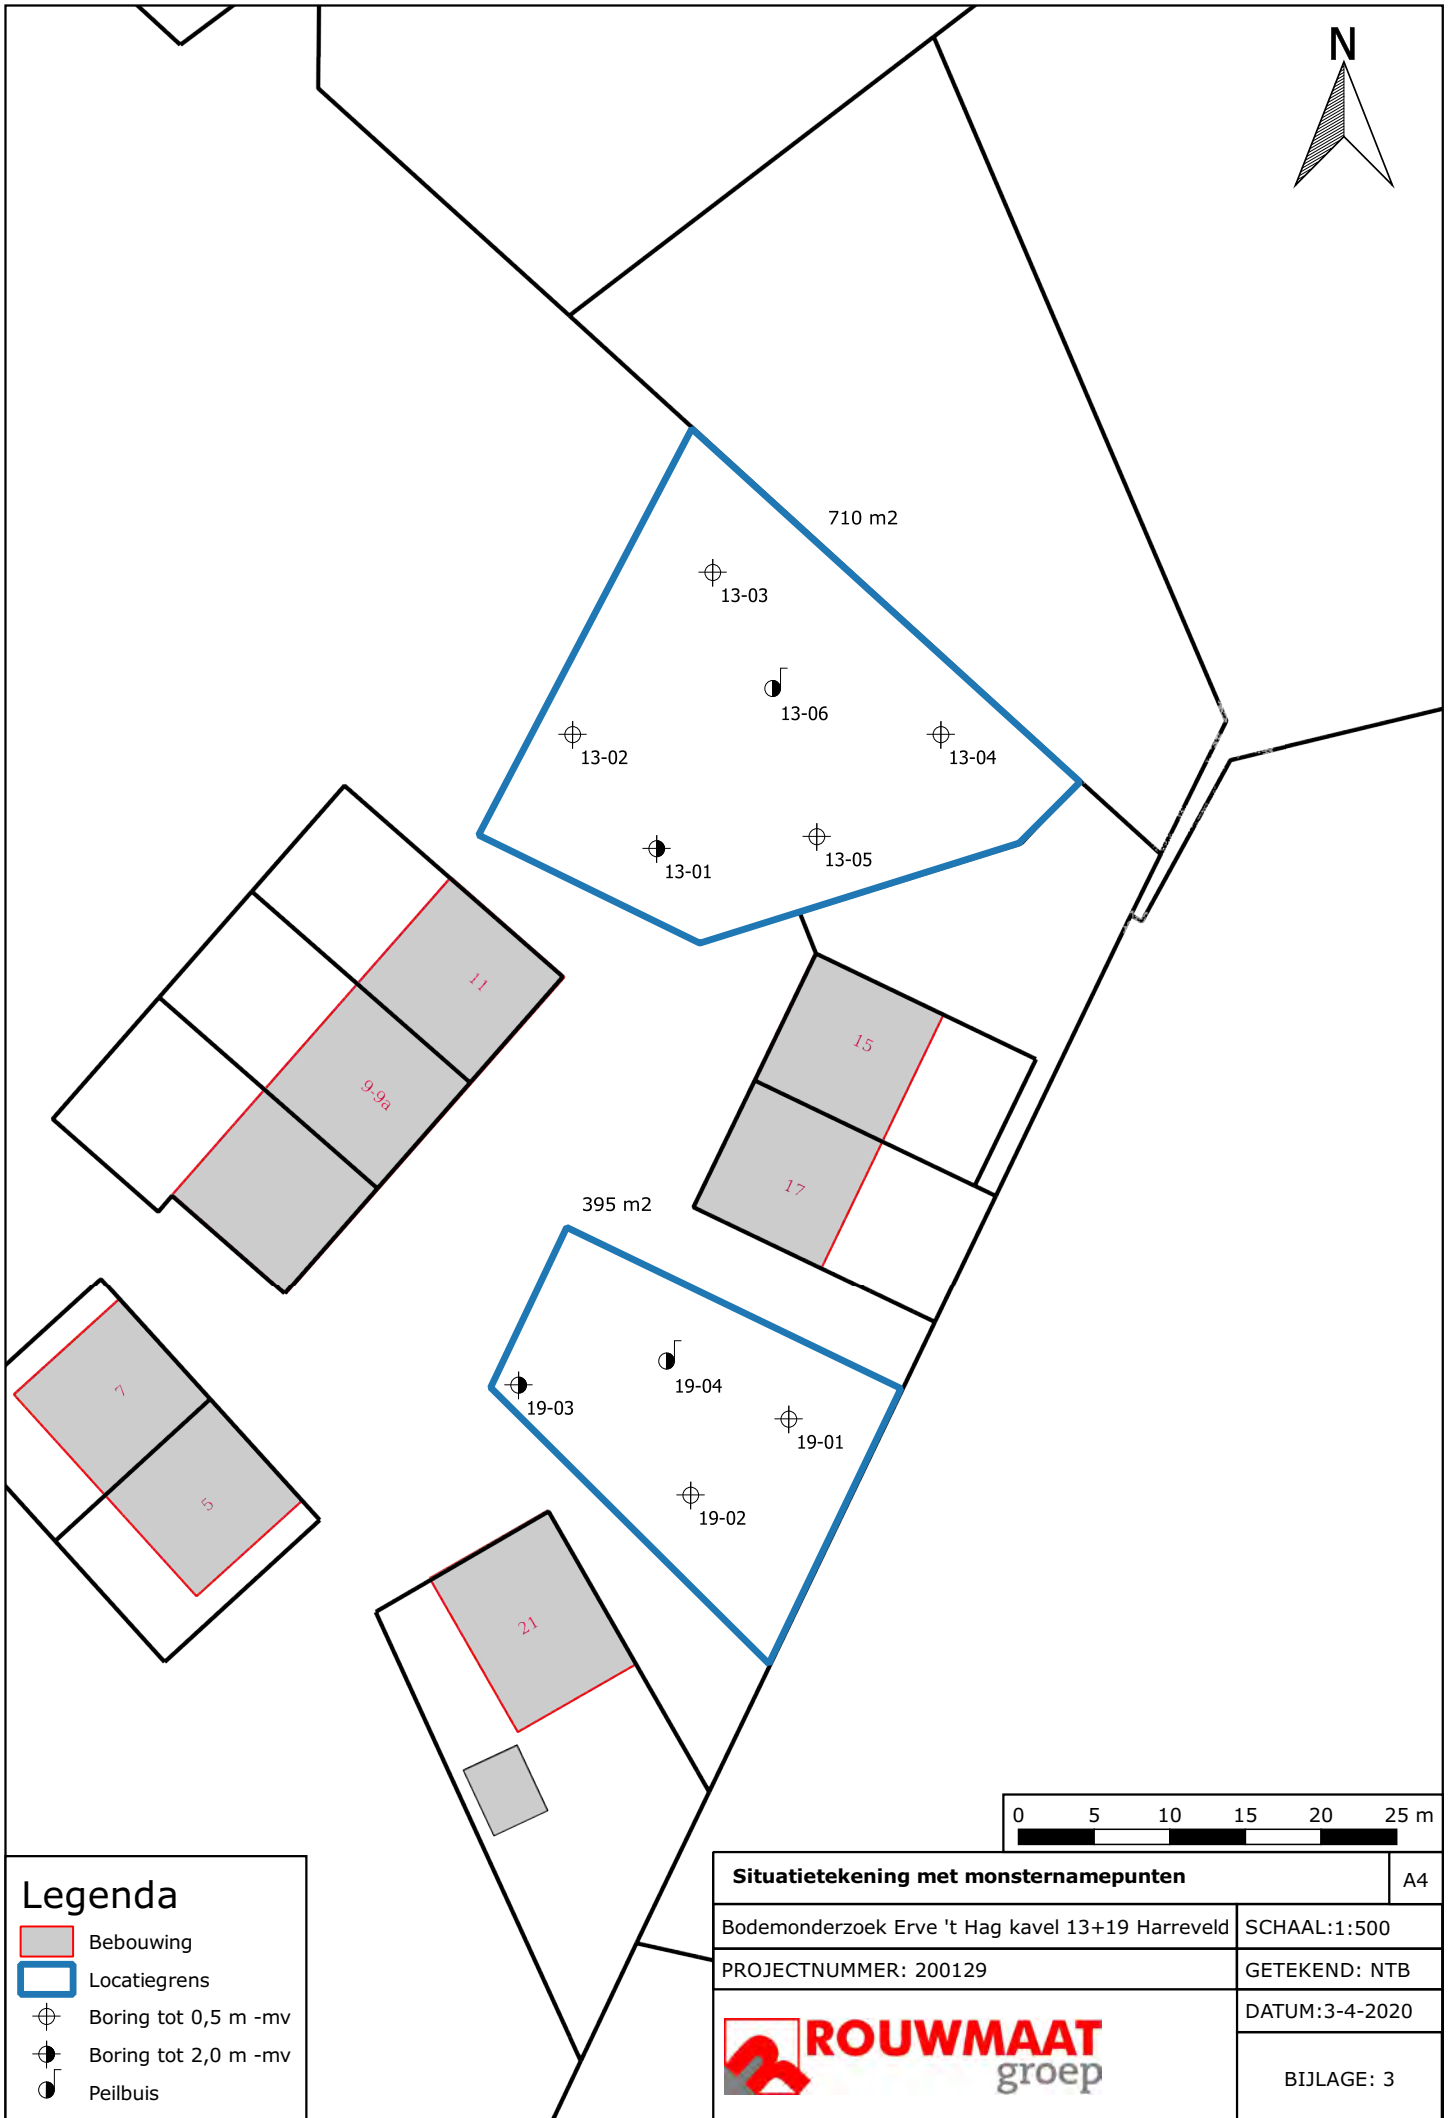 N
710 m2
13-03
13-06
13-02
13-04
13-05
13-01
11
15
9-9a
17
395 m2
19-04
7
19-03
19-01
5
19-02
21
0 5 10 15 20 25 m
Situatietekening met monsternamepunten A4
Bodemonderzoek Erve 't Hag kavel 13+19 Harreveld SCHAAL:1:500
PROJECTNUMMER: 200129 GETEKEND: NTB
DATUM:3-4-2020
ROUWMAAT
groep
BIJLAGE: 3
Legenda
Bebouwing
Locatiegrens
Boring tot 0,5 m -mv
Boring tot 2,0 m -mv
Peilbuis